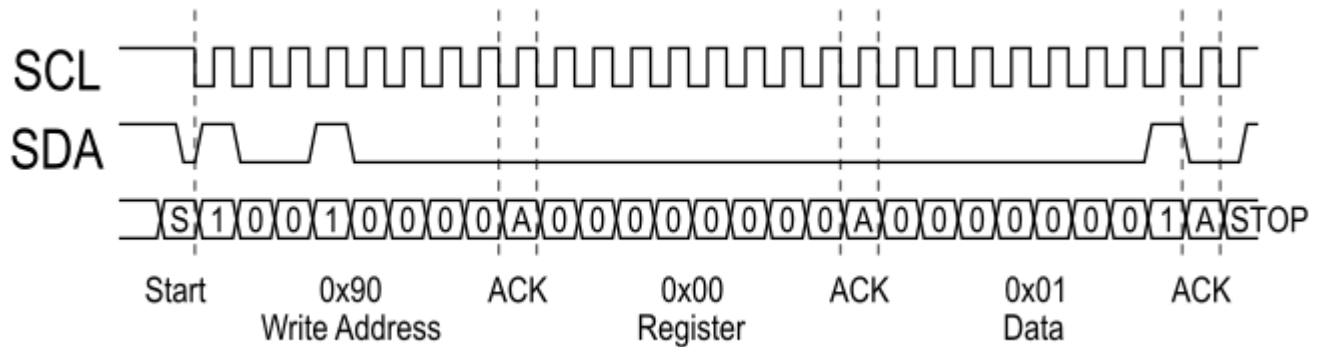 SCL
SDA
S 1 0 0 1 0 0 0 0 A 0 0 0 0 0 0 0 0 A 0 0 0 0 0 0 0 1 A STOP
Start 0x90 ACK 0x00 ACK 0x01 ACK
Write Address Register Data